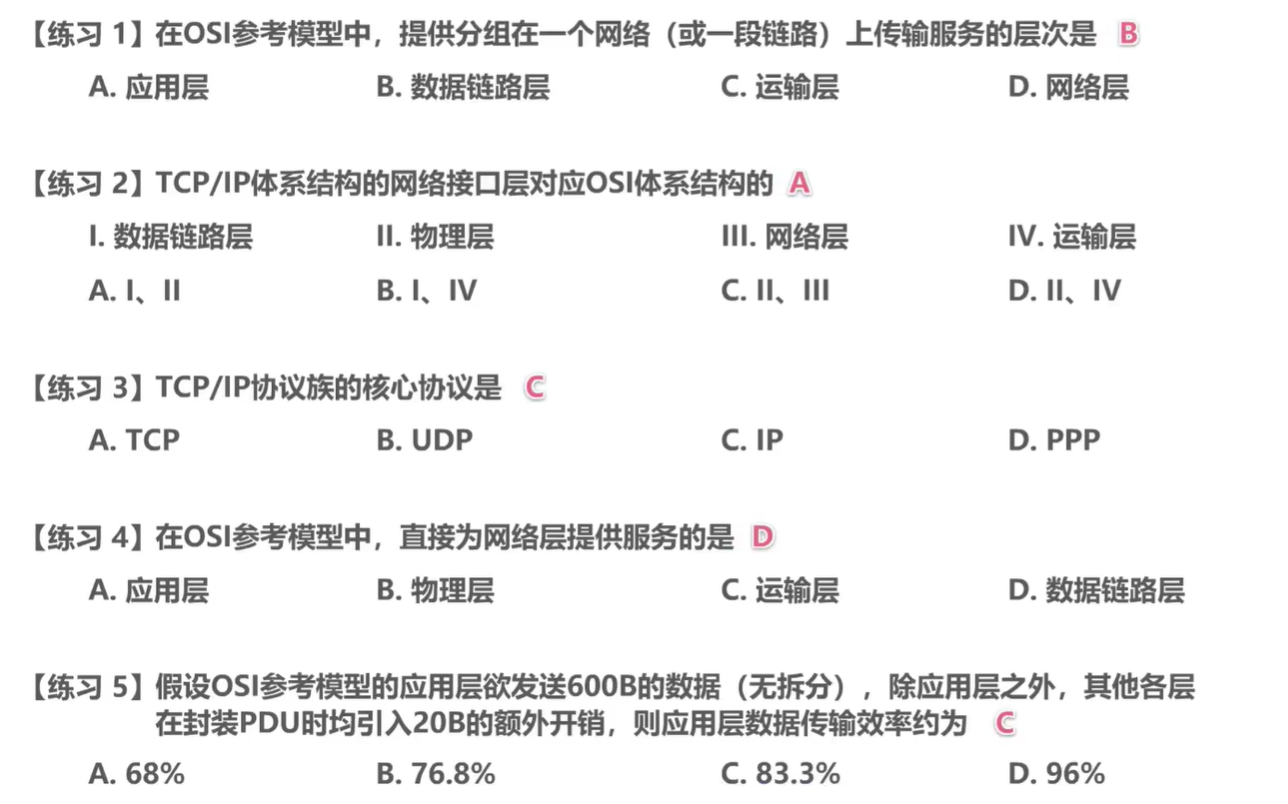 【练习 1】在OSI参考模型中，提供分组在一个网络（或一段链路）上传输服务的层次是 B
A. 应用层 B. 数据链路层 C. 运输层 D. 网络层
【练习 2】TCP/IP体系结构的网络接口层对应OSI体系结构的 A
I. 数据链路层 II. 物理层 III. 网络层 IV. 运输层
A. I、II B. I、IV C. II、III D. II、IV
【练习 3】TCP/IP协议族的核心协议是 C
A. TCP B. UDP C. IP D. PPP
【练习 4】在OSI参考模型中，直接为网络层提供服务的是 D
A. 应用层 B. 物理层 C. 运输层 D. 数据链路层
【练习 5】假设OSI参考模型的应用层欲发送600B的数据（无拆分），除应用层之外，其他各层
在封装PDU时均引入20B的额外开销，则应用层数据传输效率约为 C
A. 68% B. 76.8% C. 83.3% D. 96%